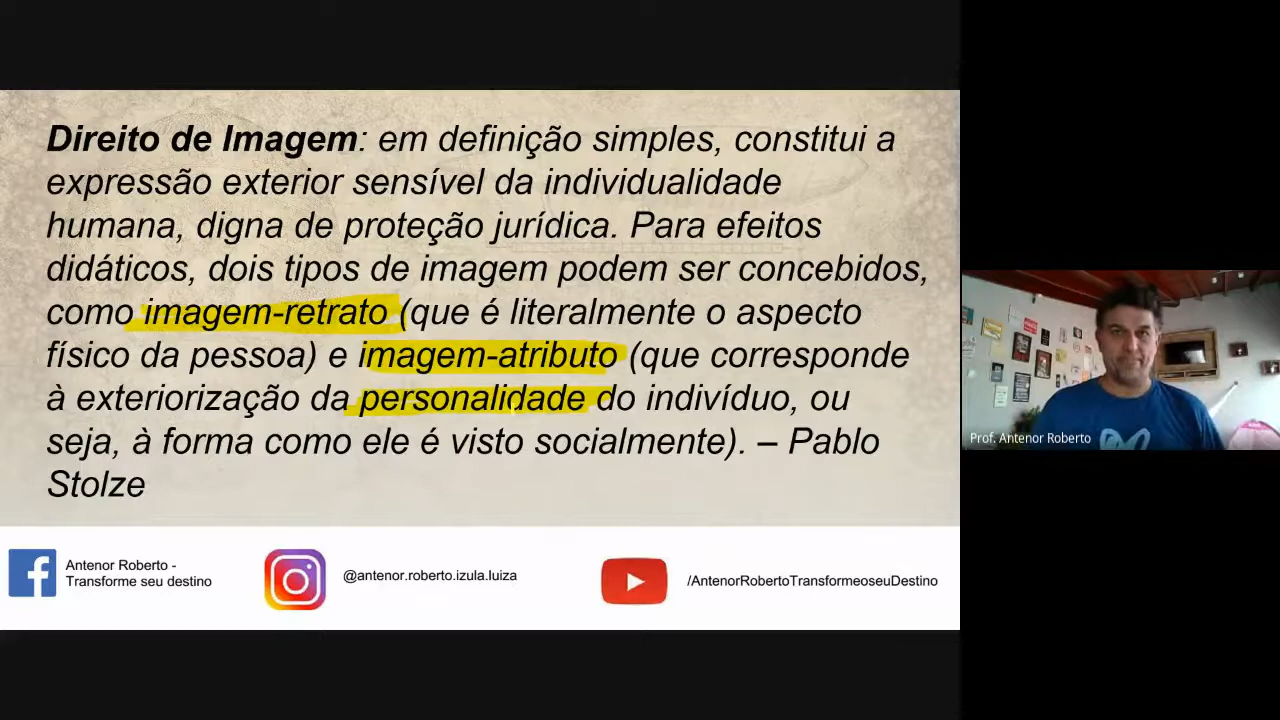 Direito de Imagem: em definição simples, constitui a
expressão exterior sensível da individualidade
humana, digna de proteção jurídica. Para efeitos
didáticos, dois tipos de imagem podem ser concebidos,
como imagem-retrato (que é literalmente o aspecto
físico da pessoa) e imagem-atributo (que corresponde
à exteriorização da personalidade do indivíduo, ou
seja, à forma como ele é visto socialmente). – Pablo
Stolze
Antenor Roberto -
Transforme seu destino
@antenor.roberto.izula.luiza
/AntenorRobertoTransformeoseuDestino
Prof. Antenor Roberto